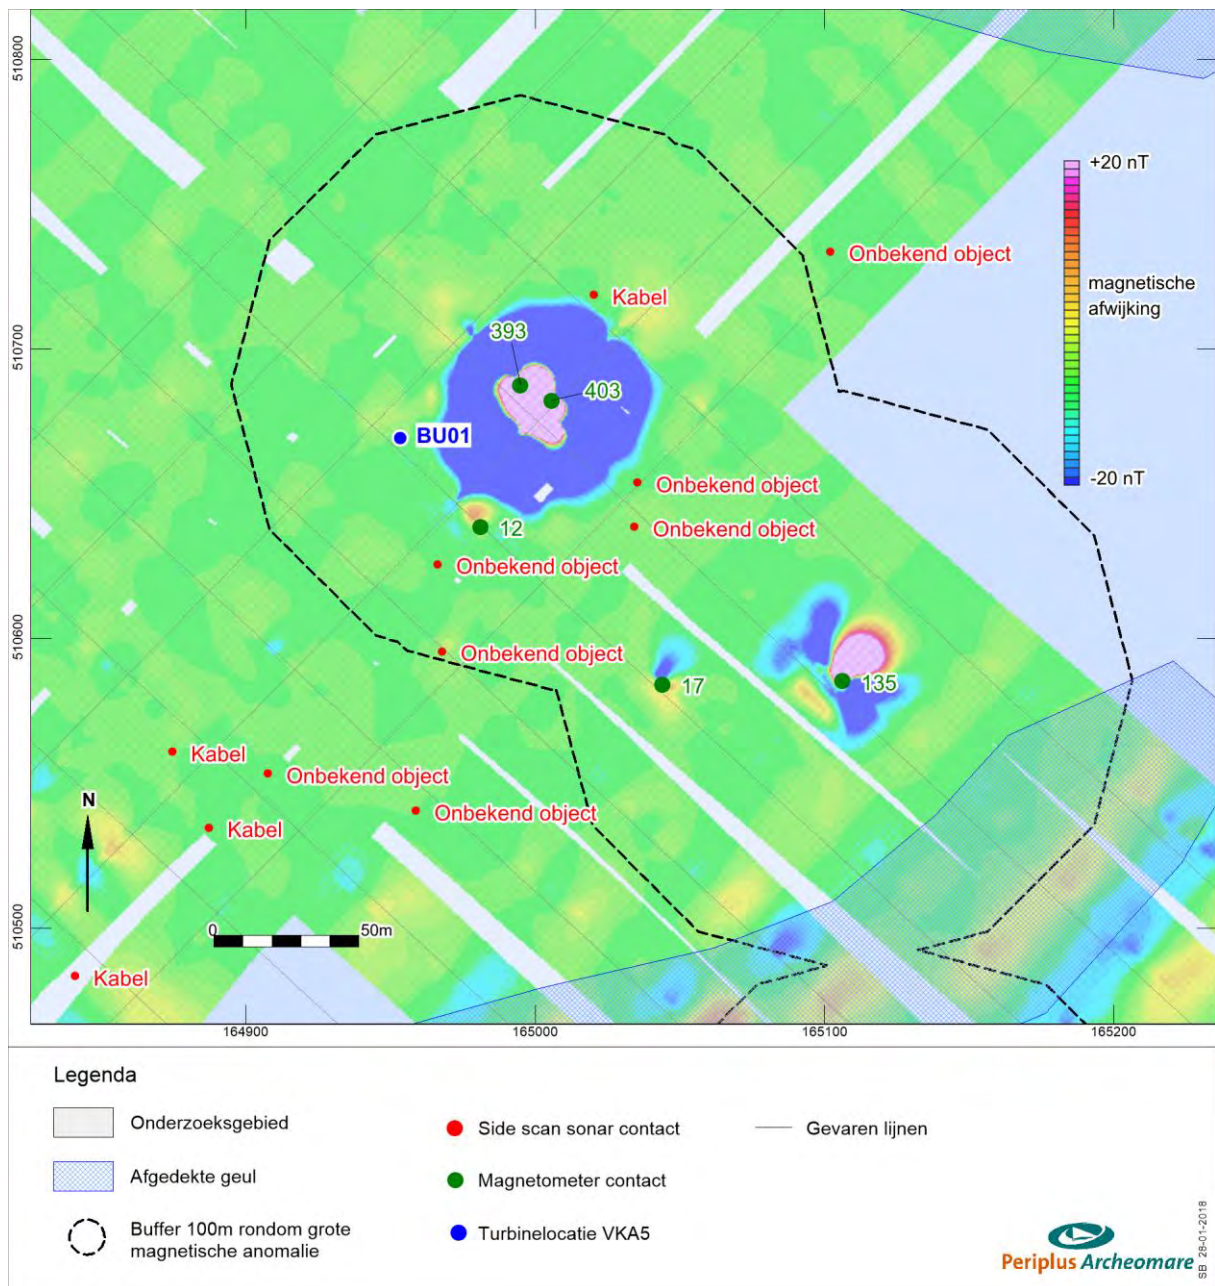 510800
510700
510600
510500
+20 nT
magnetische
afwijking
-20 nT
Onbekend object
Kabel
393
403
BU01
Onbekend object
12
Onbekend object
Onbekend object
Onbekend object
17
135
Kabel
Onbekend object
Kabel
Onbekend object
N
0
50m
Kabel
164900
165000
165100
165200
Legenda
Onderzoeksgebied
Afgedekte geul
Buffer 100m rondom grote
magnetische anomalie
Side scan sonar contact
Magnetometer contact
Turbinelocatie VKA5
Gevaren lijnen
Periplus Archeomare
SB 28-01-2018